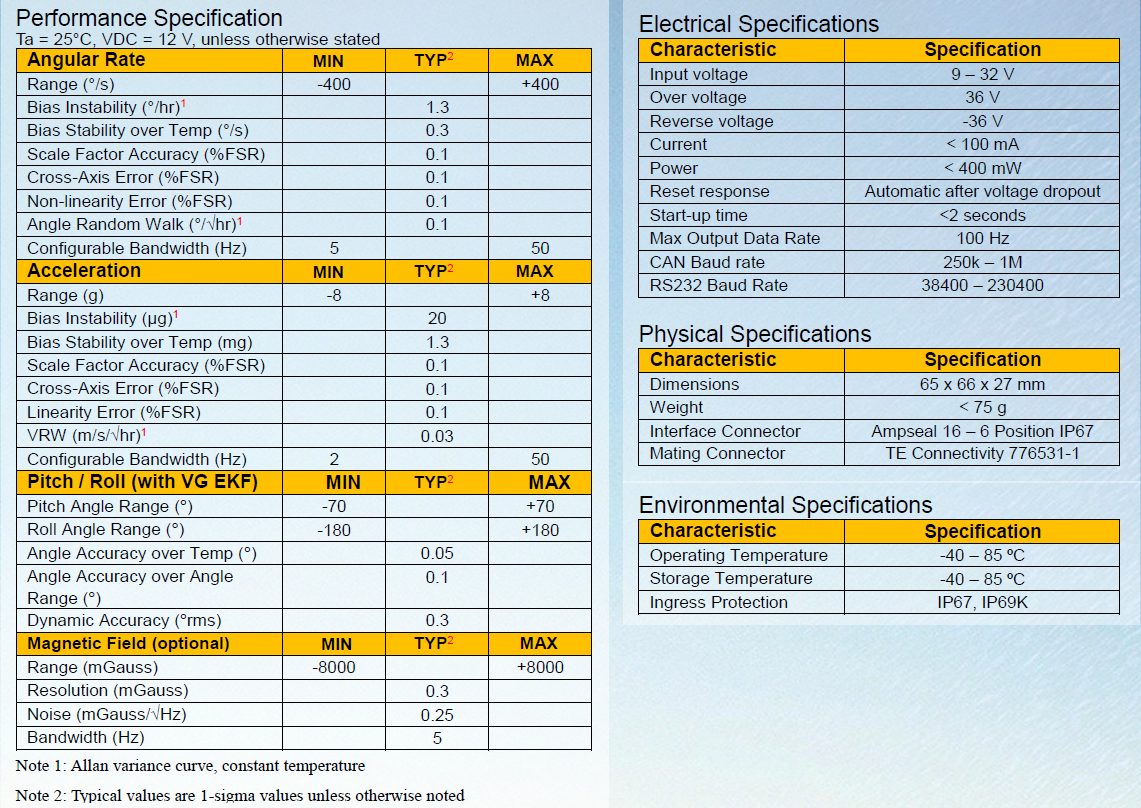 Performance Specification
Ta = 25°C, VDC = 12 V, unless otherwise stated
Angular Rate MIN TYP2 MAX
Range (°/s) -400 +400
Bias Instability (°/hr)1 1.3
Bias Stability over Temp (°/s) 0.3
Scale Factor Accuracy (%FSR) 0.1
Cross-Axis Error (%FSR) 0.1
Non-linearity Error (%FSR) 0.1
Angle Random Walk (°/√hr)1 0.1
Configurable Bandwidth (Hz) 5 50
Acceleration MIN TYP2 MAX
Range (g) -8 +8
Bias Instability (µg)1 20
Bias Stability over Temp (mg) 1.3
Scale Factor Accuracy (%FSR) 0.1
Cross-Axis Error (%FSR) 0.1
Linearity Error (%FSR) 0.1
VRW (m/s/√hr)1 0.03
Configurable Bandwidth (Hz) 2 50
Pitch / Roll (with VG EKF) MIN TYP2 MAX
Pitch Angle Range (°) -70 +70
Roll Angle Range (°) -180 +180
Angle Accuracy over Temp (°) 0.05
Angle Accuracy over Angle 0.1
Range (°)
Dynamic Accuracy (°rms) 0.3
Magnetic Field (optional) MIN TYP2 MAX
Range (mGauss) -8000 +8000
Resolution (mGauss) 0.3
Noise (mGauss/√Hz) 0.25
Bandwidth (Hz) 5
Note 1: Allan variance curve, constant temperature
Note 2: Typical values are 1-sigma values unless otherwise noted
Electrical Specifications
Characteristic Specification
Input voltage 9 – 32 V
Over voltage 36 V
Reverse voltage -36 V
Current < 100 mA
Power < 400 mW
Reset response Automatic after voltage dropout
Start-up time <2 seconds
Max Output Data Rate 100 Hz
CAN Baud rate 250k – 1M
RS232 Baud Rate 38400 – 230400
Physical Specifications
Characteristic Specification
Dimensions 65 x 66 x 27 mm
Weight < 75 g
Interface Connector Ampseal 16 – 6 Position IP67
Mating Connector TE Connectivity 776531-1
Environmental Specifications
Characteristic Specification
Operating Temperature -40 – 85 ºC
Storage Temperature -40 – 85 ºC
Ingress Protection IP67, IP69K